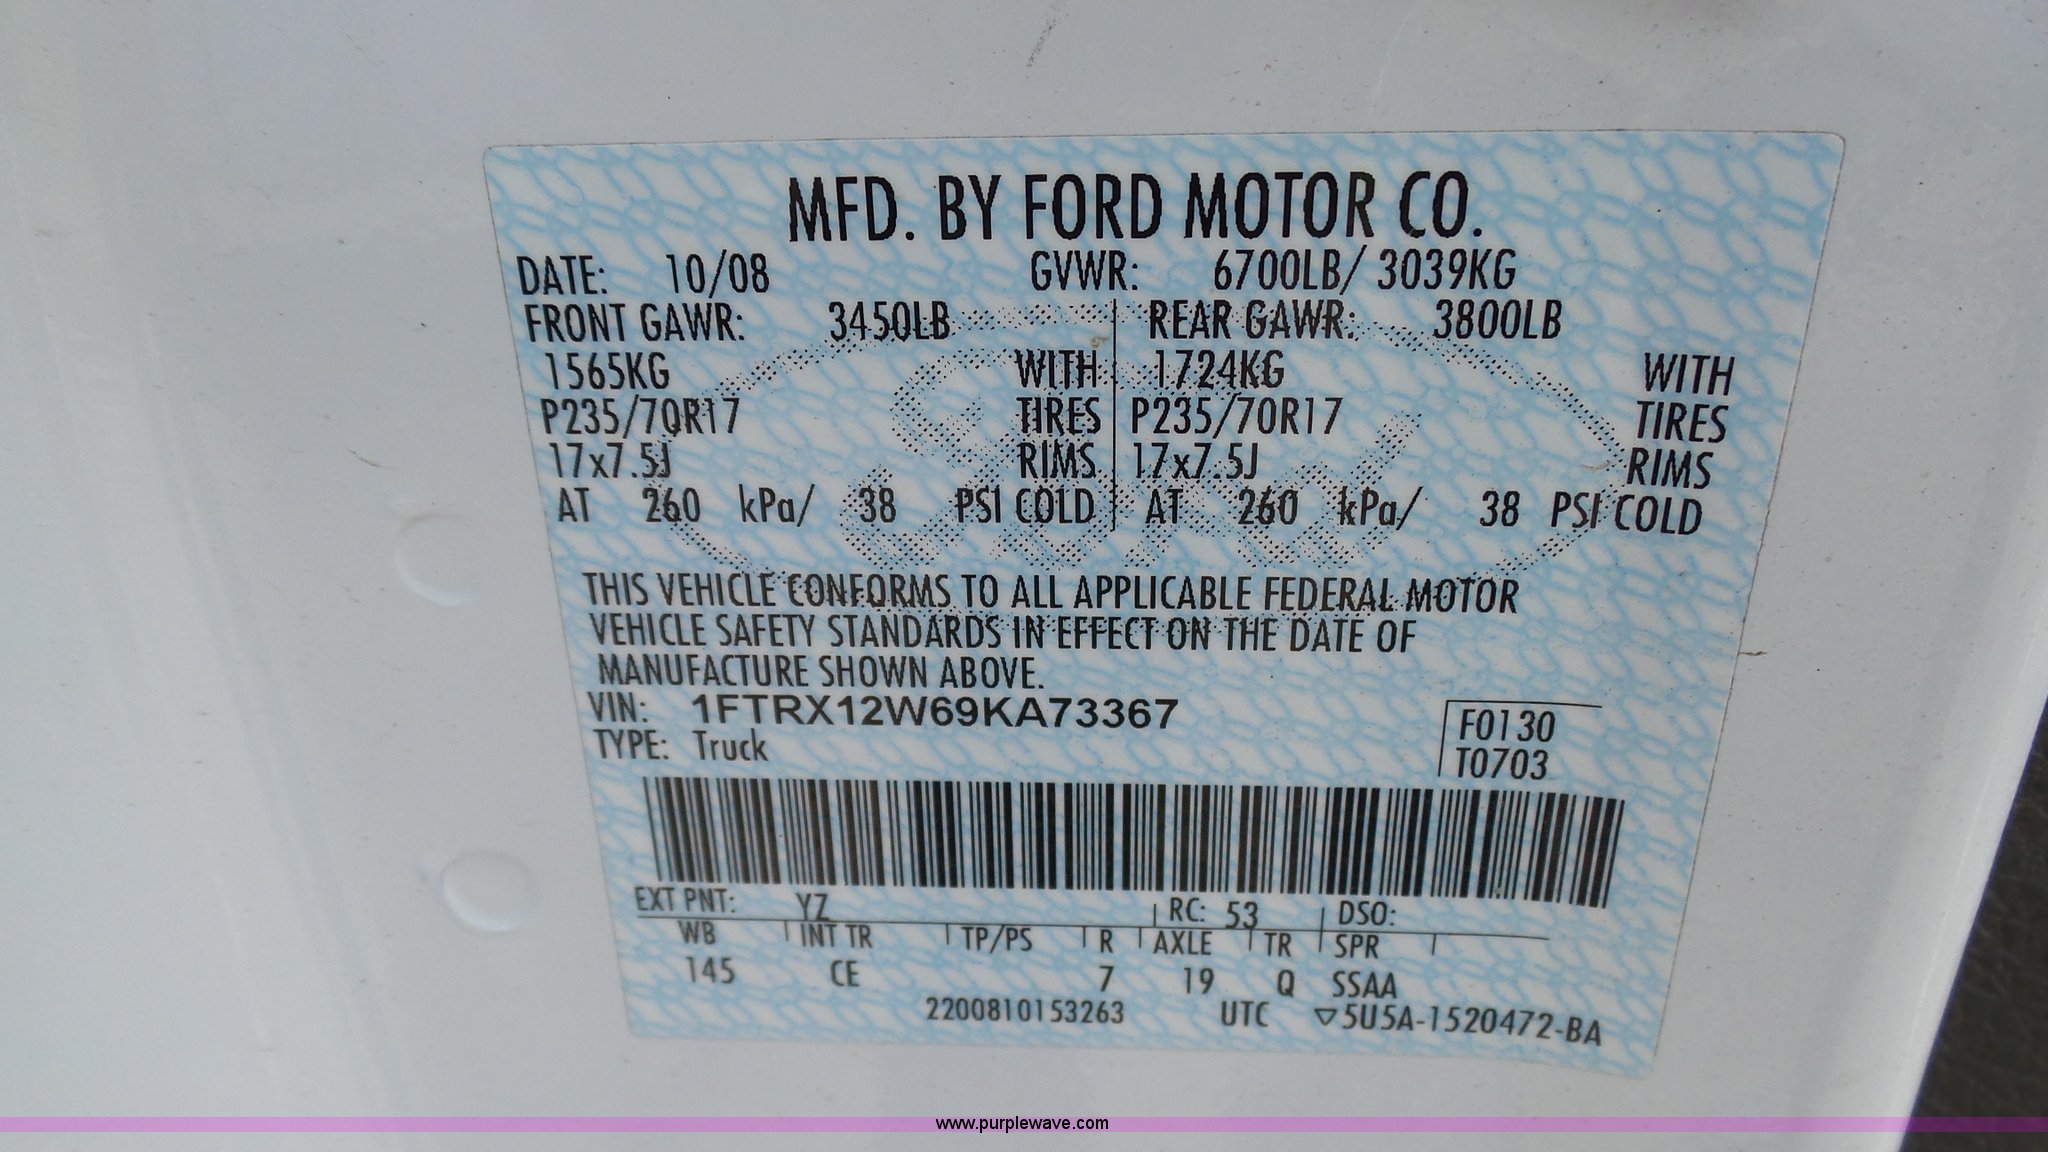 MFD. BY FORD MOTOR CO.
DATE: 10/08 GVWR: 6700LB/ 3039KG
FRONT GAWR: 3450LB REAR GAWR: 3800LB
1565KG WITH 1724KG WITH
P235/70R17 TIRES P235/70R17 TIRES
17x7.5J RIMS 17x7.5J RIMS
AT 260 kPa/ 38 PSI COLD AT 260 kPa/ 38 PSI COLD
THIS VEHICLE CONFORMS TO ALL APPLICABLE FEDERAL MOTOR
VEHICLE SAFETY STANDARDS IN EFFECT ON THE DATE OF
MANUFACTURE SHOWN ABOVE.
VIN: 1FTRX12W69KA73367 F0130
TYPE: Truck T0703
EXT PNT: YZ RC: 53 DSO:
WB INT TR TP/PS R AXLE TR SPR
145 CE 7 19 Q SSAA
2200810153263 UTC ▽5U5A-1520472-BA
www.purplewave.com